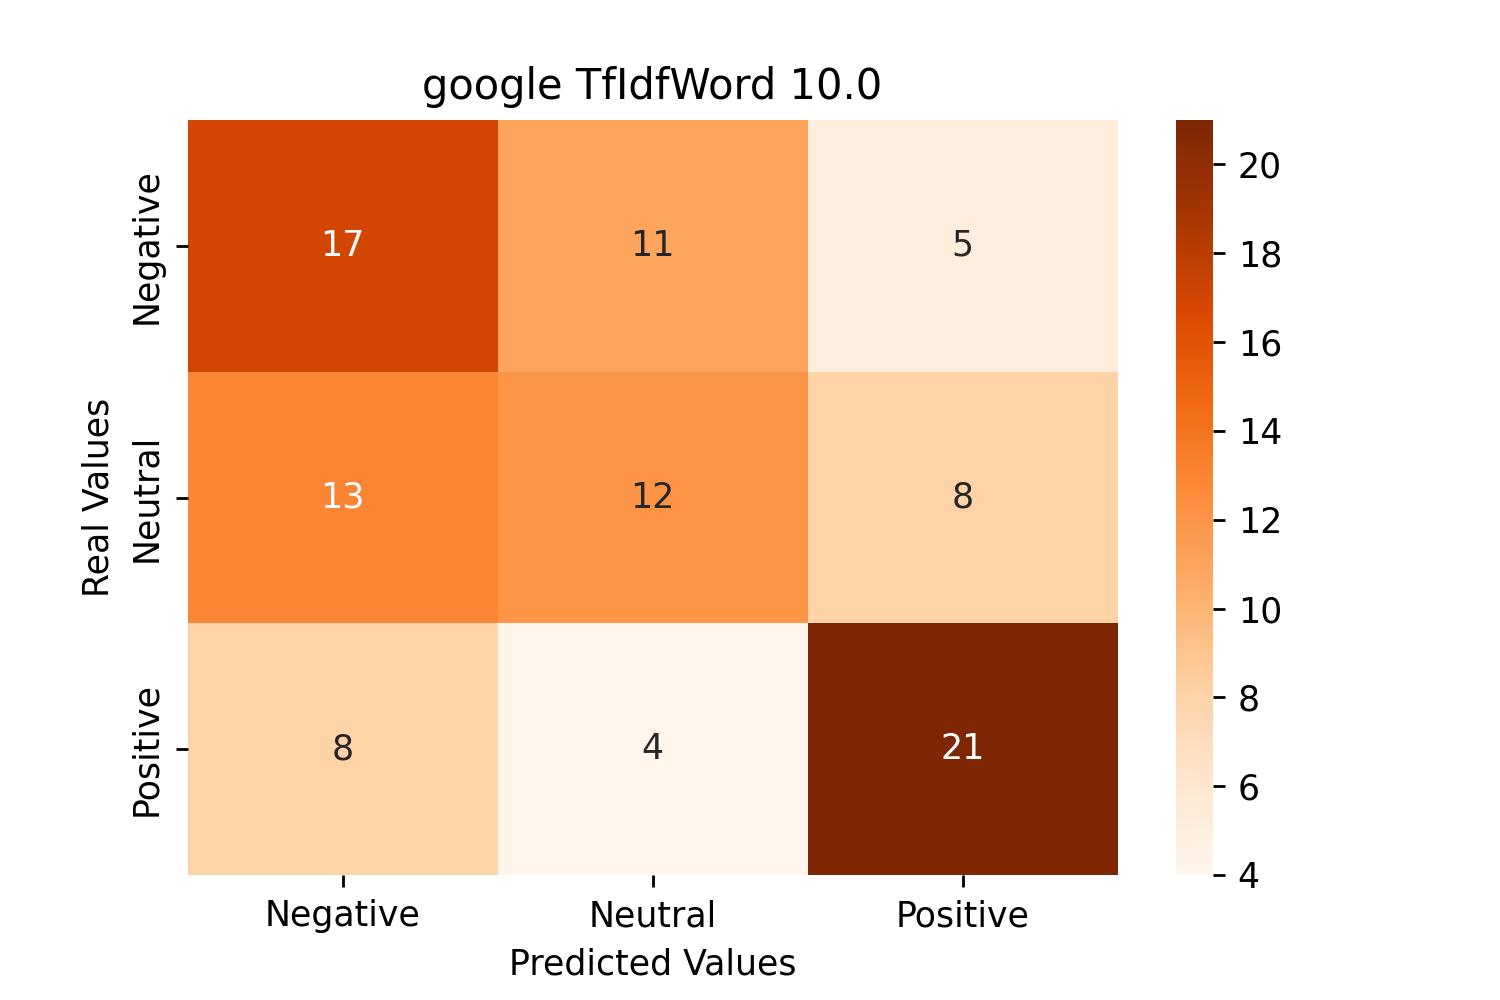 google TfIdfWord 10.0
Real Values
Negative
17 11 5
Neutral
13 12 8
Positive
8 4 21
Negative Neutral Positive
Predicted Values
20
18
16
14
12
10
8
6
4